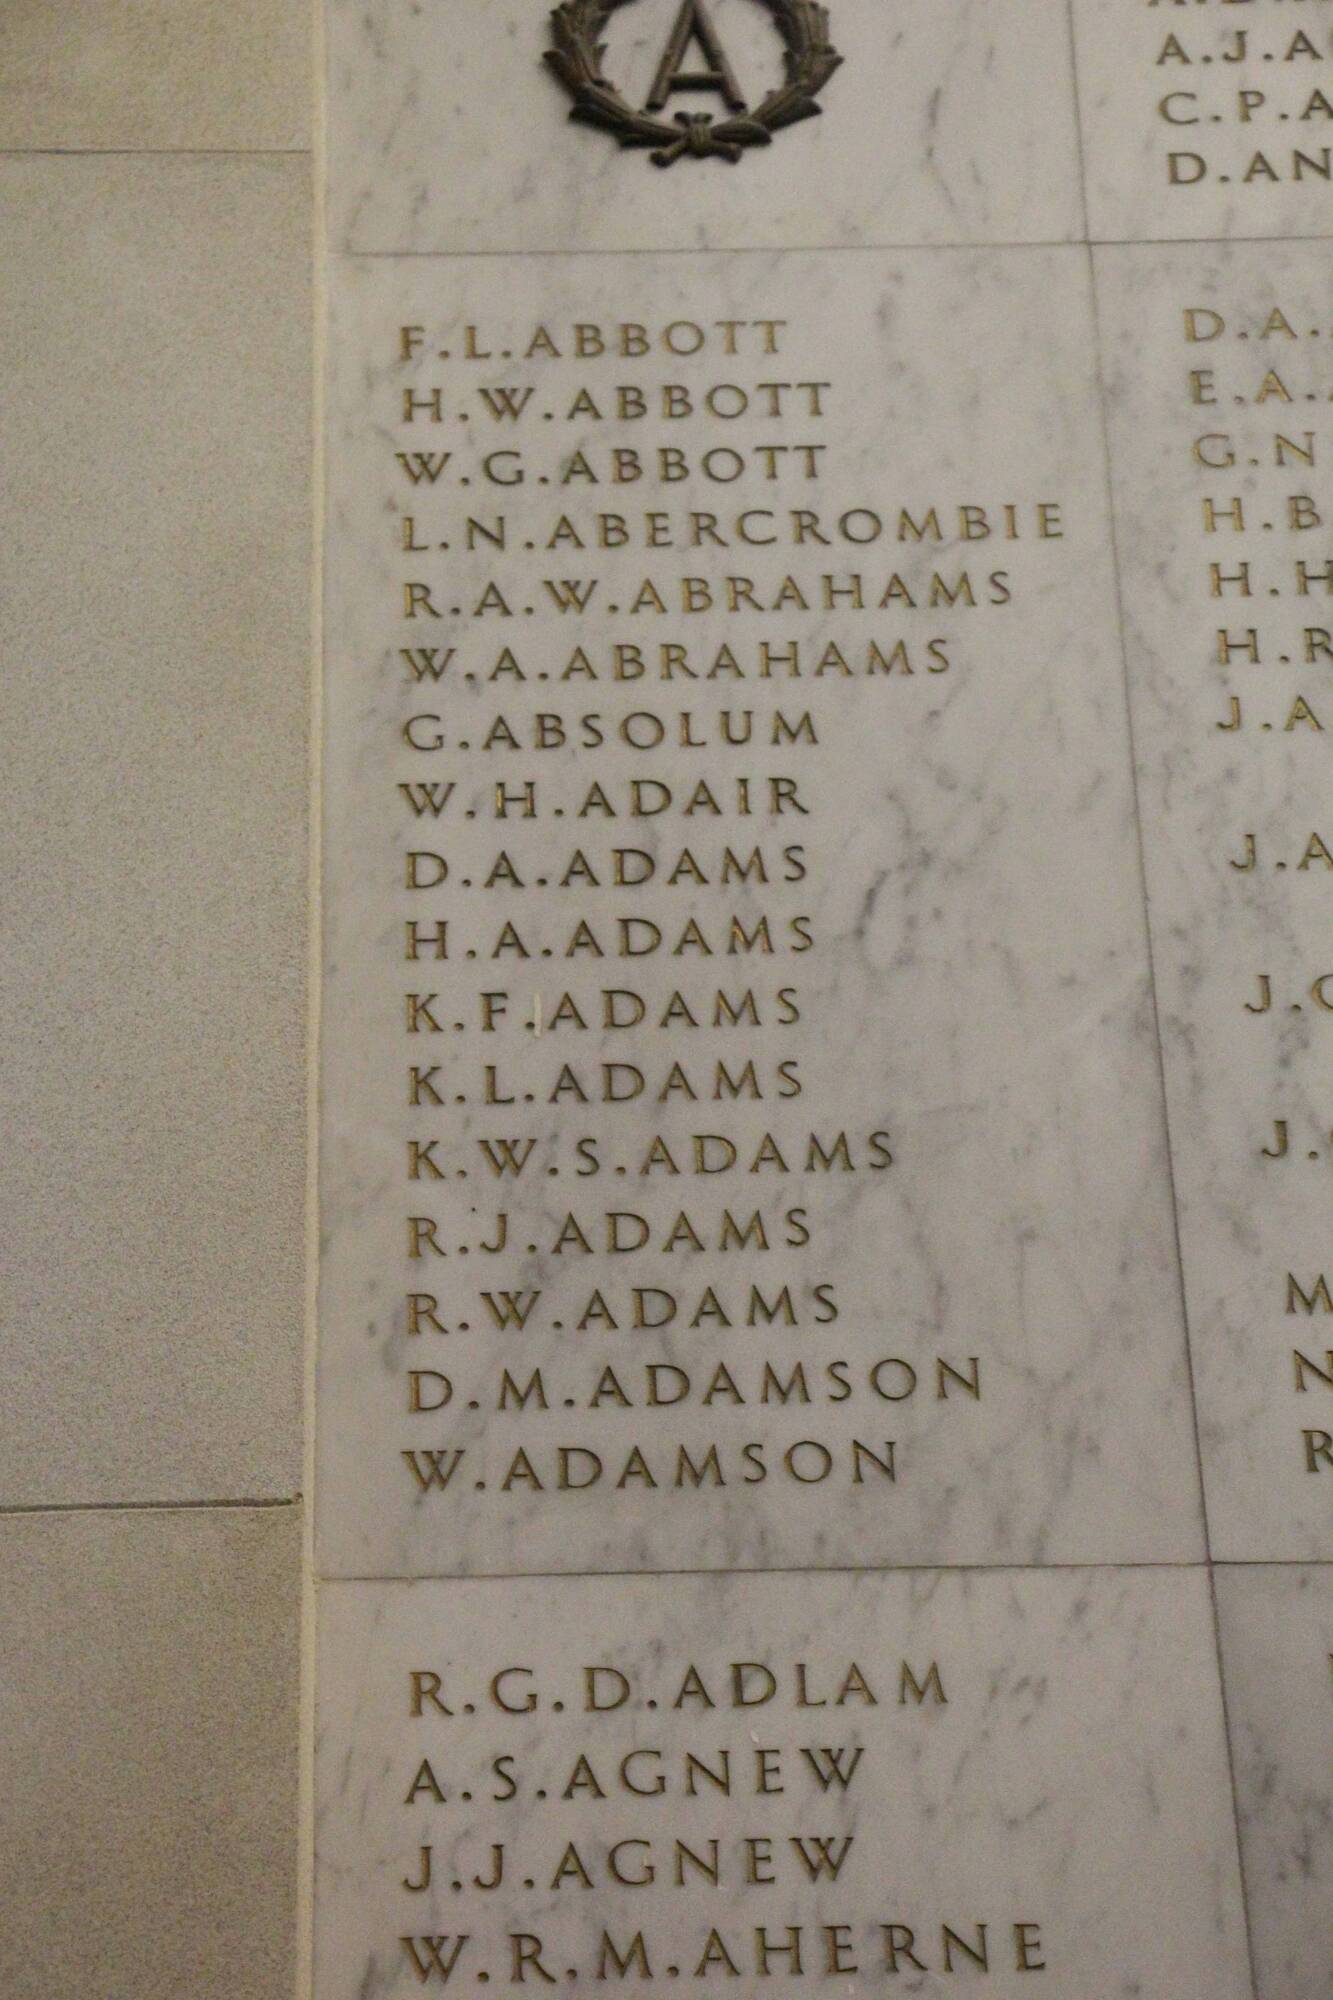 A
F.L.ABBOTT
H.W.ABBOTT
W.G.ABBOTT
L.N.ABERCROMBIE
R.A.W.ABRAHAMS
W.A.ABRAHAMS
G.ABSOLUM
W.H.ADAIR
D.A.ADAMS
H.A.ADAMS
K.F.ADAMS
K.L.ADAMS
K.W.S.ADAMS
R.J.ADAMS
R.W.ADAMS
D.M.ADAMSON
W.ADAMSON
R.G.D.ADLAM
A.S.AGNEW
J.J.AGNEW
W.R.M.AHERNE
A.J.A
C.P.A
D.AN
D.A.
E.A.
G.N
H.B
H.H
H.R
J.A
J.A
J.
J.
M
N
R